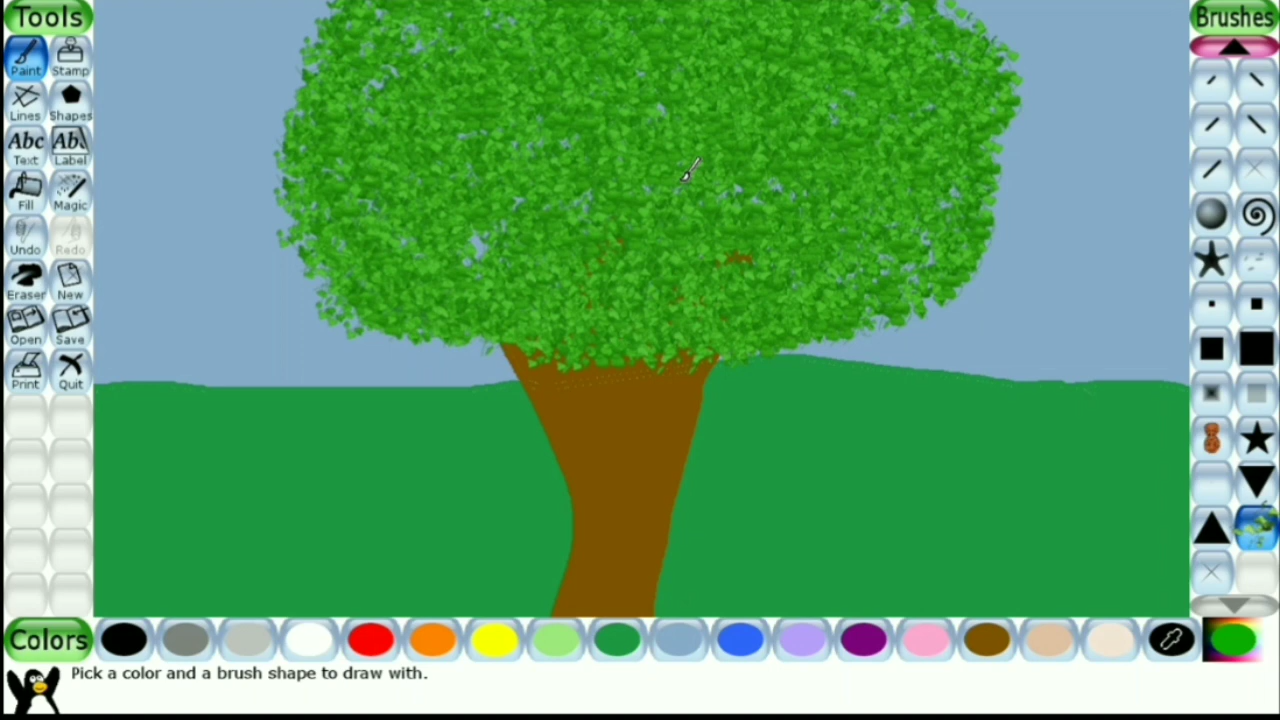 Tools
Brushes
Paint
Stamp
Lines
Shapes
Abc
Abc
Text
Label
Fill
Magic
Undo
Redo
Eraser
New
Open
Save
Print
Quit
Colors
Pick a color and a brush shape to draw with.